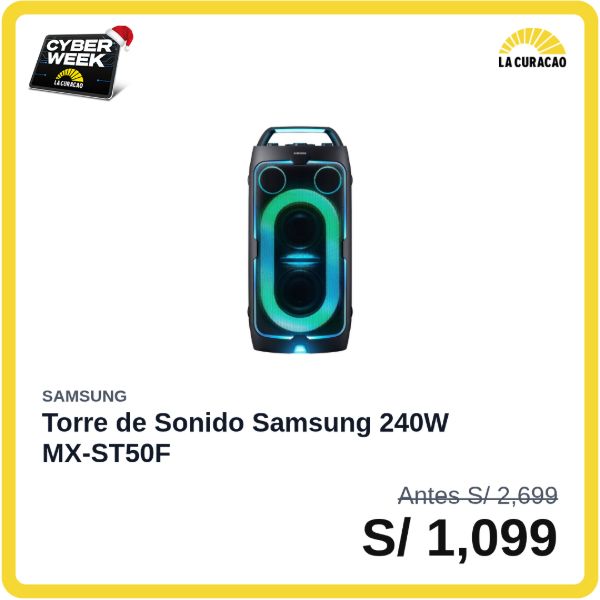 CYBER
WEEK
LA CURACAO
LA CURACAO
SAMSUNG
SAMSUNG
Torre de Sonido Samsung 240W
MX-ST50F
Antes S/ 2,699
S/ 1,099